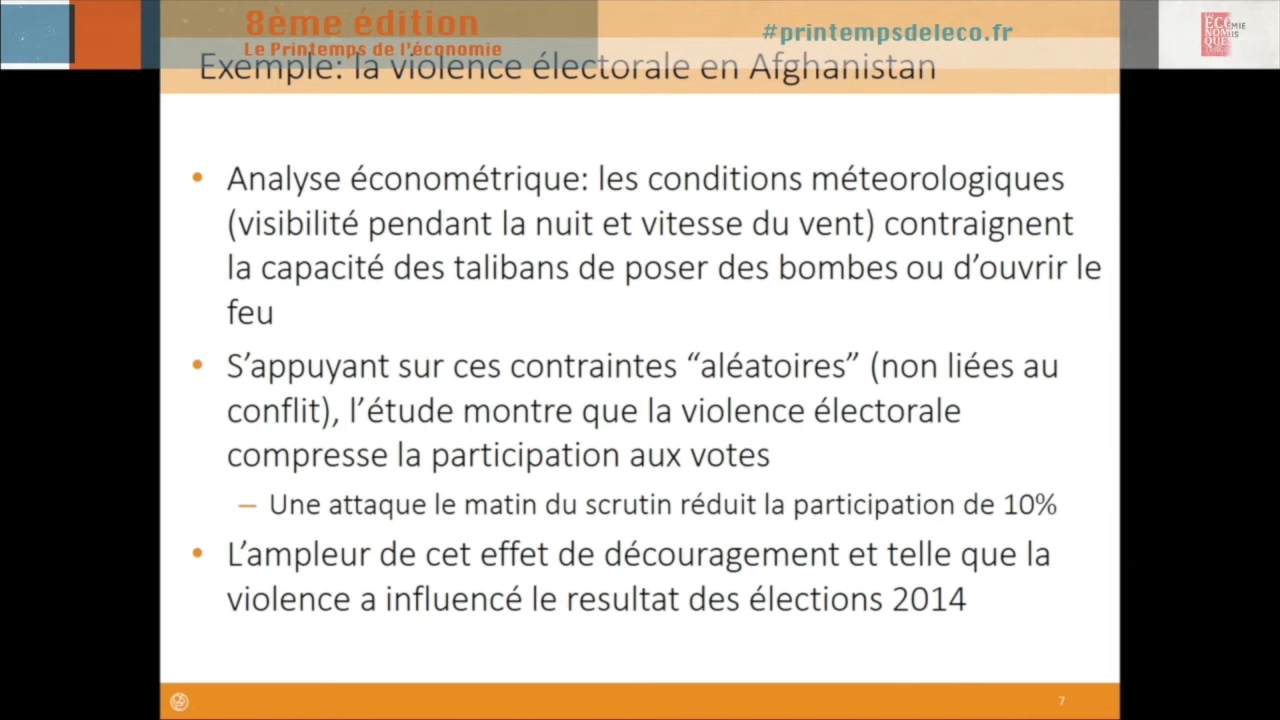 8ème édition
Le Printemps de l'économie
#printempsdeleco.fr
Exemple: la violence électorale en Afghanistan
• Analyse économétrique: les conditions méteorologiques
(visibilité pendant la nuit et vitesse du vent) contraignent
la capacité des talibans de poser des bombes ou d’ouvrir le
feu
• S’appuyant sur ces contraintes “aléatoires” (non liées au
conflit), l’étude montre que la violence électorale
compresse la participation aux votes
– Une attaque le matin du scrutin réduit la participation de 10%
• L’ampleur de cet effet de découragement et telle que la
violence a influencé le resultat des élections 2014
7